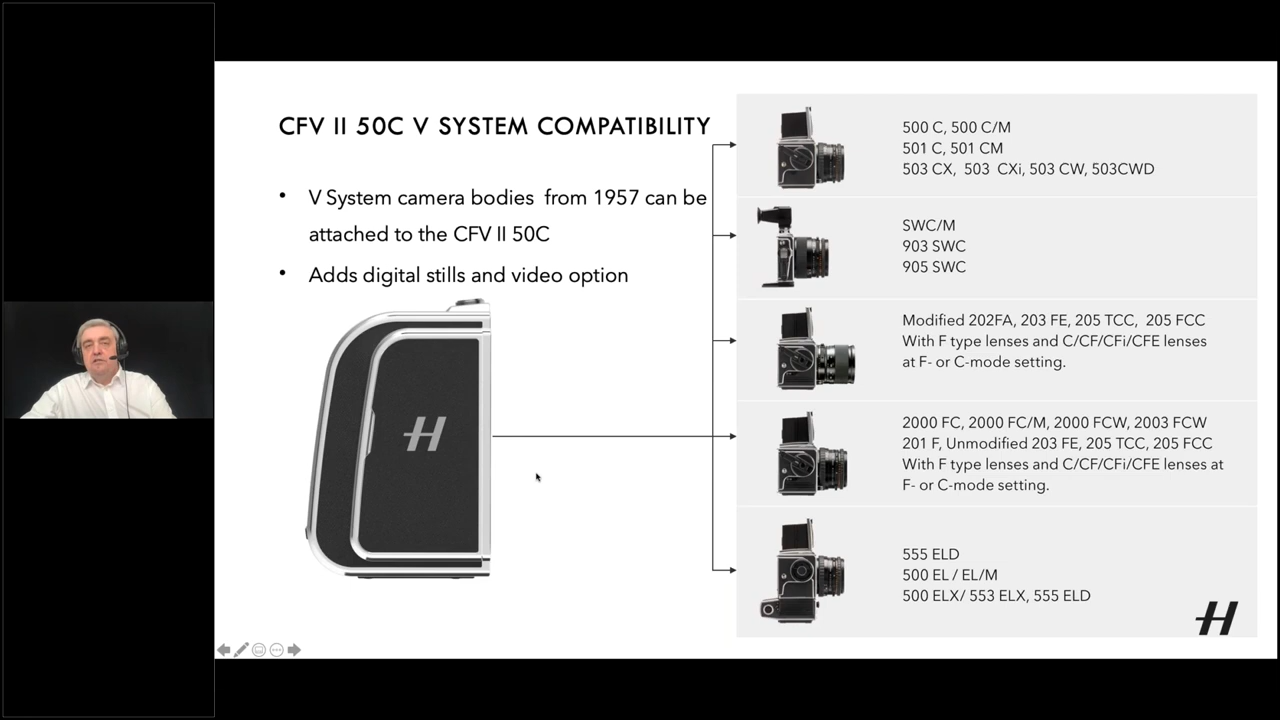 CFV II 50C V SYSTEM COMPATIBILITY
• V System camera bodies from 1957 can be
attached to the CFV II 50C
• Adds digital stills and video option
H
500 C, 500 C/M
501 C, 501 CM
503 CX, 503 CXi, 503 CW, 503CWD
SWC/M
903 SWC
905 SWC
Modified 202FA, 203 FE, 205 TCC, 205 FCC
With F type lenses and C/CF/CFi/CFE lenses
at F- or C-mode setting.
2000 FC, 2000 FC/M, 2000 FCW, 2003 FCW
201 F, Unmodified 203 FE, 205 TCC, 205 FCC
With F type lenses and C/CF/CFi/CFE lenses at
F- or C-mode setting.
555 ELD
500 EL / EL/M
500 ELX/ 553 ELX, 555 ELD
H